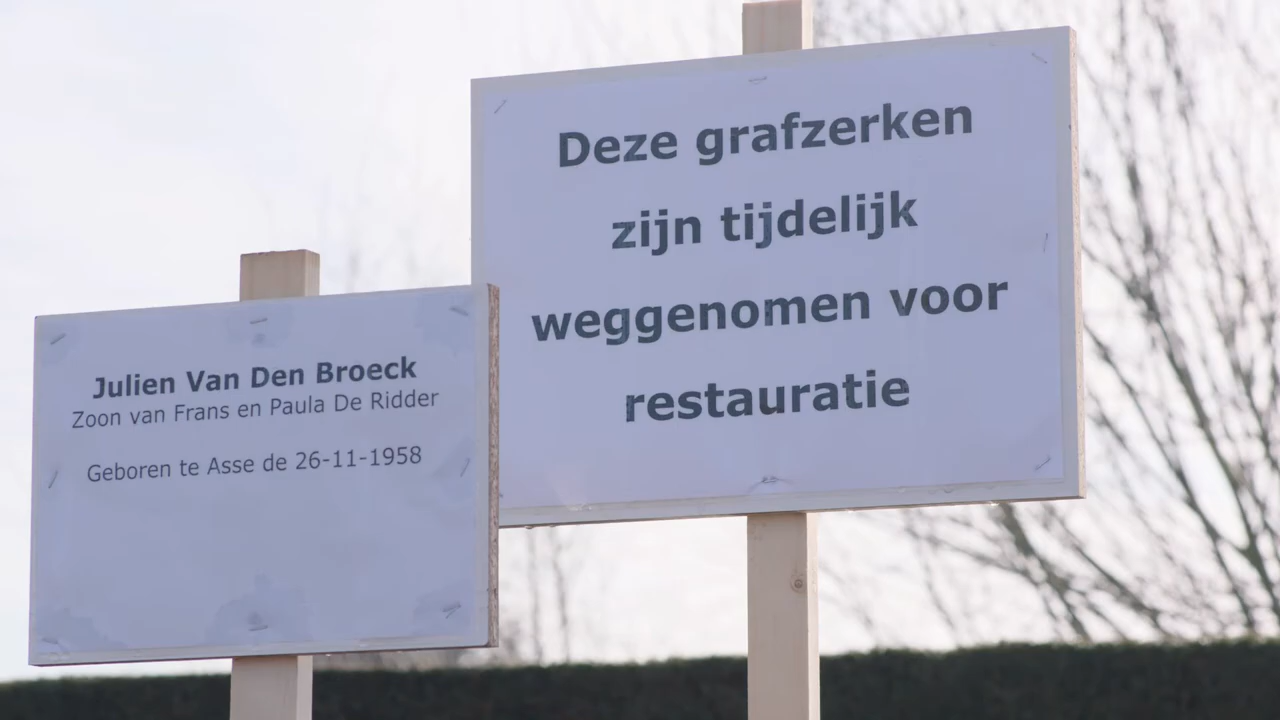 Julien Van Den Broeck
Zoon van Frans en Paula De Ridder
Geboren te Asse de 26-11-1958
Deze grafzerken
zijn tijdelijk
weggenomen voor
restauratie